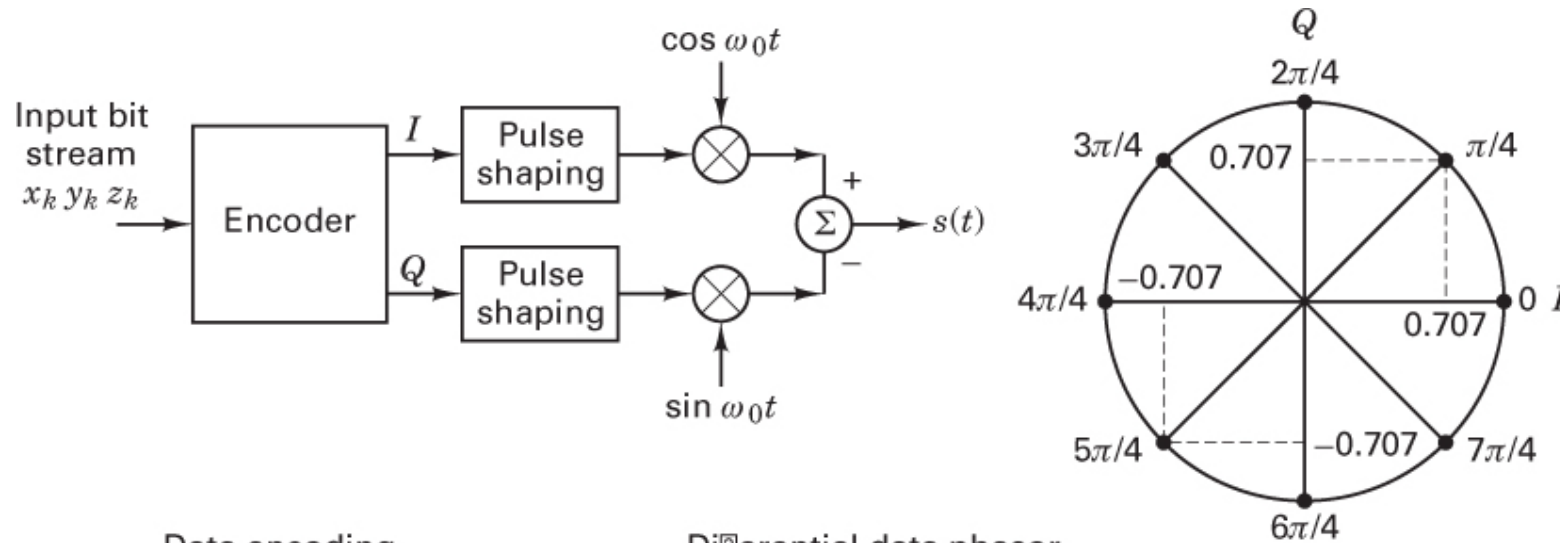 cos ω₀t
Input bit
stream
xₖ yₖ zₖ
Encoder
I
Pulse
shaping
Q
Pulse
shaping
sin ω₀t
+
Σ
−
s(t)
Q
2π/4
3π/4
0.707
π/4
4π/4
−0.707
0
0.707
5π/4
−0.707
7π/4
6π/4
Data encoding